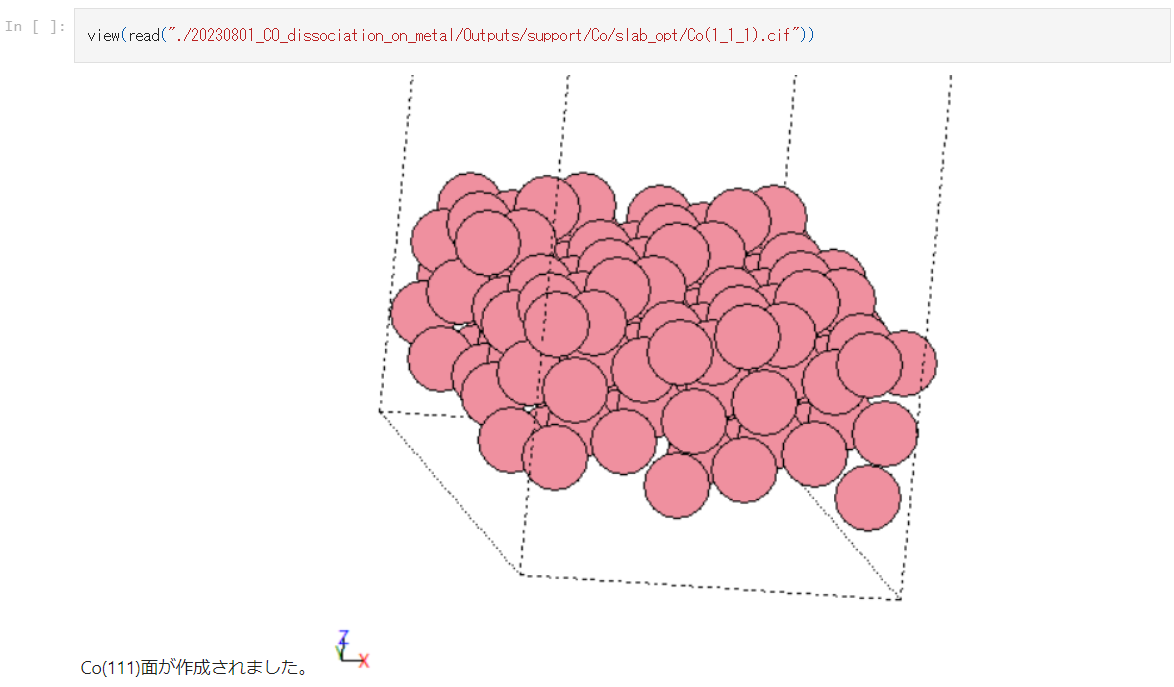 In [ ]:
view(read("./20230801_CO_dissociation_on_metal/Outputs/support/Co/slab_opt/Co(1_1_1).cif"))
Z
Y
X
Co(111)面が作成されました。